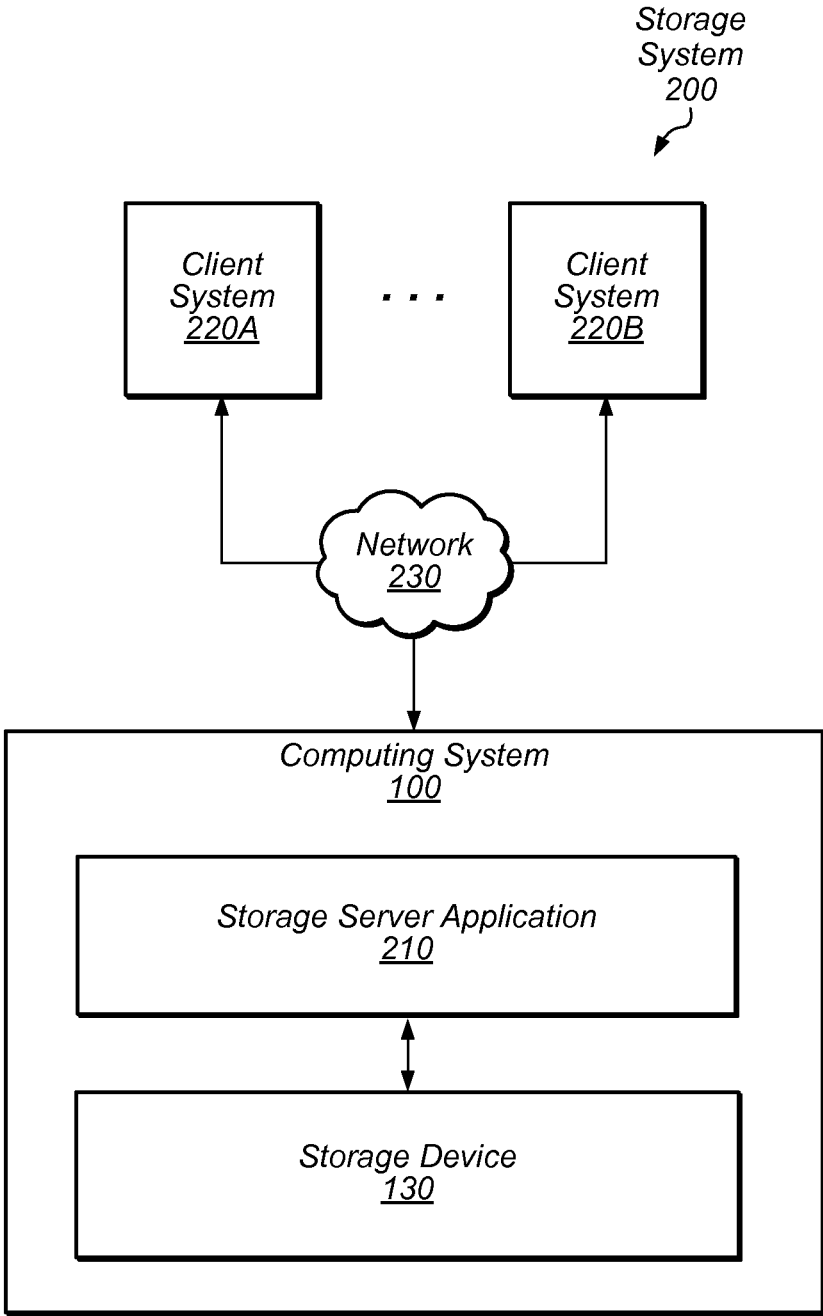 Storage
System
200
Client
System
220A
. . .
Client
System
220B
Network
230
Computing System
100
Storage Server Application
210
Storage Device
130